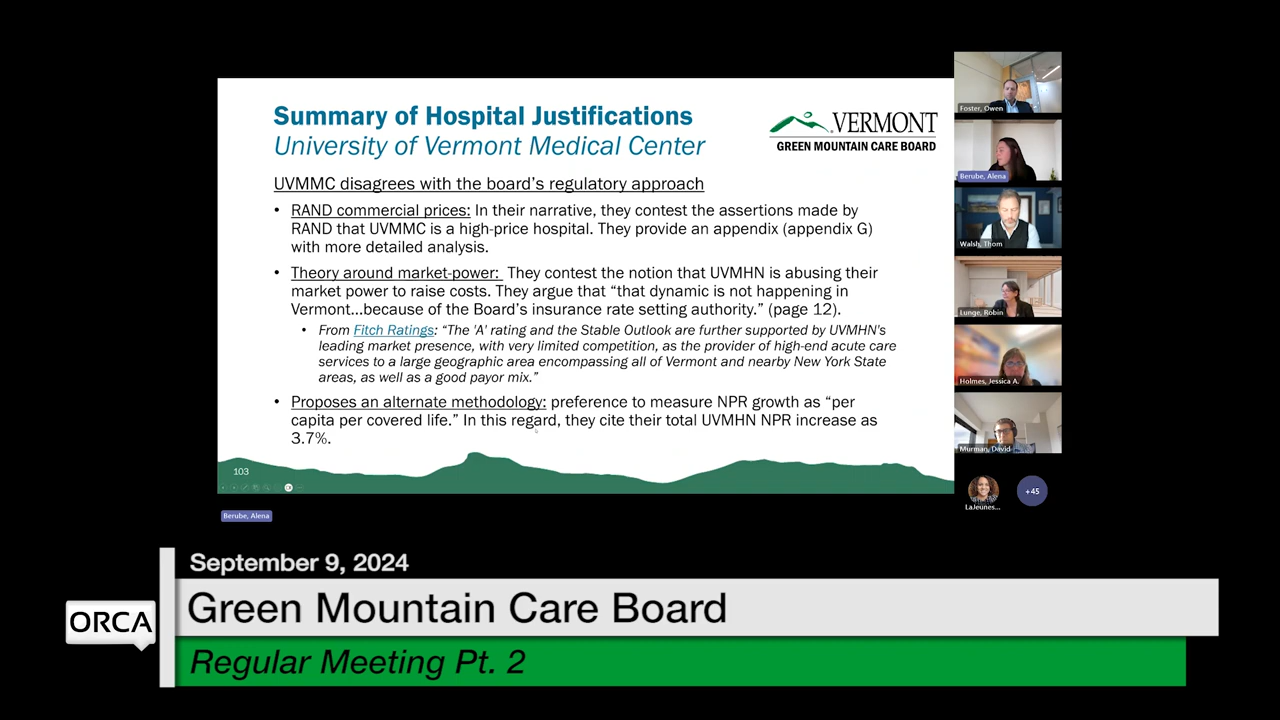 Summary of Hospital Justifications
University of Vermont Medical Center
VERMONT
GREEN MOUNTAIN CARE BOARD
UVMMC disagrees with the board's regulatory approach
• RAND commercial prices: In their narrative, they contest the assertions made by
RAND that UVMMC is a high-price hospital. They provide an appendix (appendix G)
with more detailed analysis.
• Theory around market-power: They contest the notion that UVMHN is abusing their
market power to raise costs. They argue that “that dynamic is not happening in
Vermont...because of the Board's insurance rate setting authority.” (page 12).
• From Fitch Ratings: “The 'A' rating and the Stable Outlook are further supported by UVMHN's
leading market presence, with very limited competition, as the provider of high-end acute care
services to a large geographic area encompassing all of Vermont and nearby New York State
areas, as well as a good payor mix.”
• Proposes an alternate methodology: preference to measure NPR growth as “per
capita per covered life.” In this regard, they cite their total UVMHN NPR increase as
3.7%.
103
Foster, Owen
Berube, Alena
Walsh, Thom
Lunge, Robin
Holmes, Jessica A.
Murman, David
LaJeunes...
+45
Berube, Alena
September 9, 2024
ORCA
Green Mountain Care Board
Regular Meeting Pt. 2